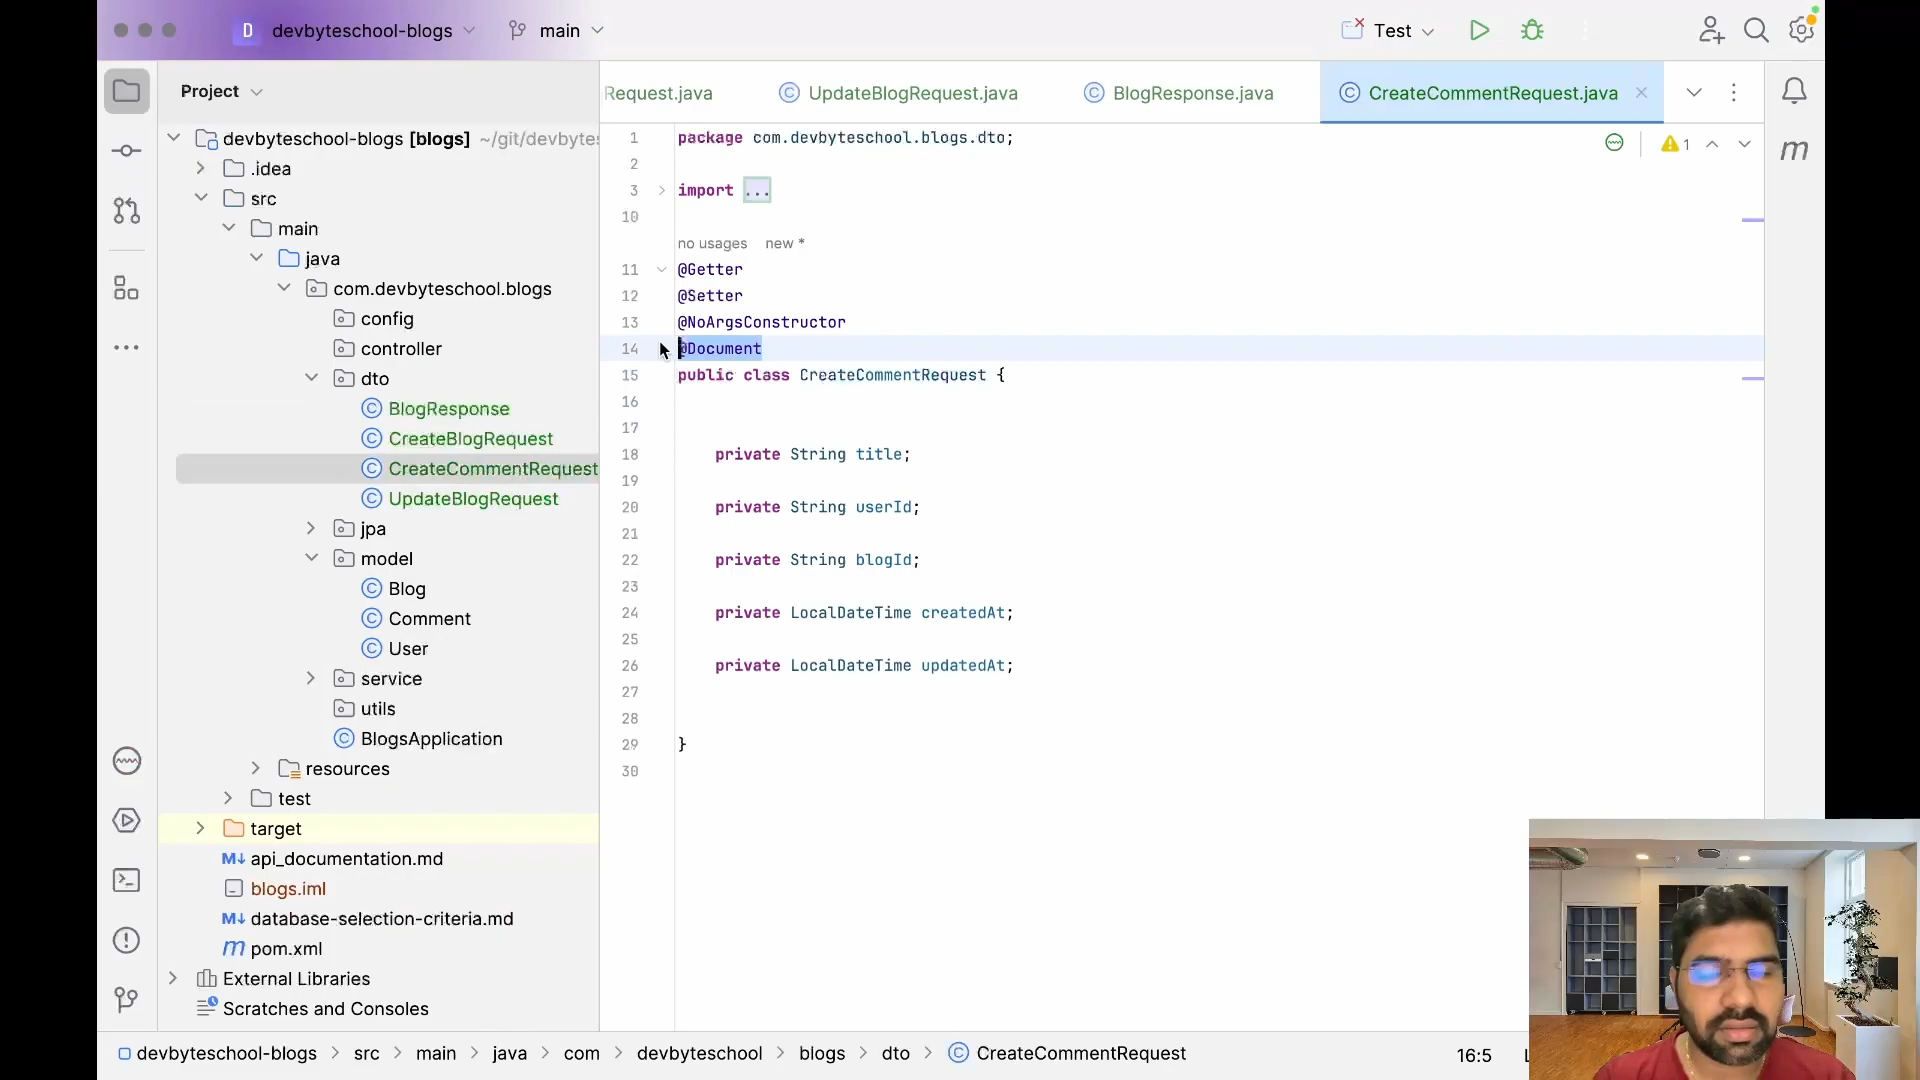 D devbyteschool-blogs main Test
Project
Request.java UpdateBlogRequest.java BlogResponse.java CreateCommentRequest.java
devbyteschool-blogs [blogs] ~/git/devbytes
.idea
src
main
java
com.devbyteschool.blogs
config
controller
dto
BlogResponse
CreateBlogRequest
CreateCommentRequest
UpdateBlogRequest
jpa
model
Blog
Comment
User
service
utils
BlogsApplication
resources
test
target
M↓ api_documentation.md
blogs.iml
M↓ database-selection-criteria.md
m pom.xml
External Libraries
Scratches and Consoles
1 package com.devbyteschool.blogs.dto;
2
3 import ...
10
no usages new *
11 @Getter
12 @Setter
13 @NoArgsConstructor
14 @Document
15 public class CreateCommentRequest {
16
17
18 private String title;
19
20 private String userId;
21
22 private String blogId;
23
24 private LocalDateTime createdAt;
25
26 private LocalDateTime updatedAt;
27
28
29 }
30
1
m
devbyteschool-blogs > src > main > java > com > devbyteschool > blogs > dto > CreateCommentRequest
16:5